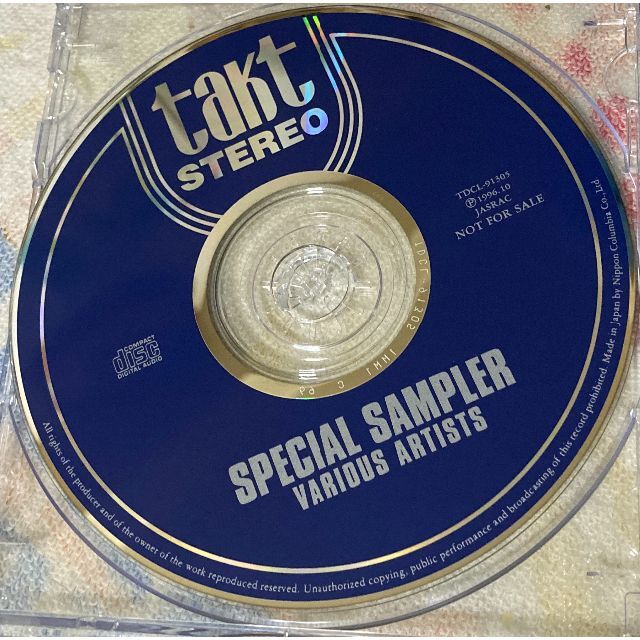 takt
STEREO
TDCL-91305
Ⓟ1996.10
JASRAC
NOT FOR SALE
COMPACT
disc
DIGITAL AUDIO
SPECIAL SAMPLER
VARIOUS ARTISTS
All rights of the producer and of the owner of the work reproduced reserved. Unauthorized copying, public performance and broadcasting of this record prohibited. Made in Japan by Nippon Columbia Co., Ltd